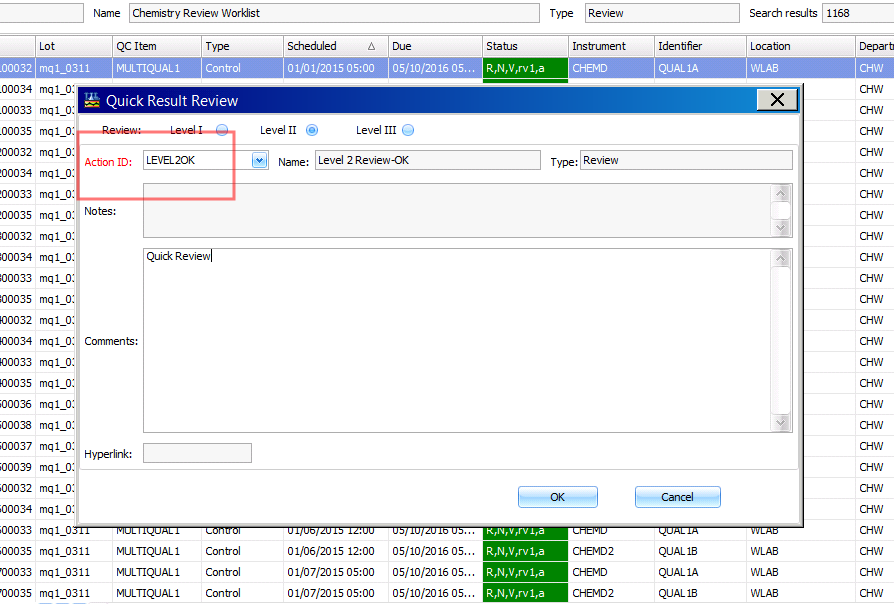 Name Chemistry Review Worklist Type Review Search results 1168
Lot QC Item Type Scheduled Due Status Instrument Identifier Location Depart
100032 mq1_0311 MULTIQUAL1 Control 01/01/2015 05:00 05/10/2016 05... R,N,V,rv1,a CHEMD QUAL1A WLAB CHW
100034 mq1_03 CHW
100033 mq1_03 CHW
100035 mq1_03 CHW
200032 mq1_03 CHW
200034 mq1_03 CHW
200033 mq1_03 CHW
200035 mq1_03 CHW
300032 mq1_03 CHW
300034 mq1_03 CHW
300033 mq1_03 CHW
300035 mq1_03 CHW
400032 mq1_03 CHW
400034 mq1_03 CHW
400033 mq1_03 CHW
400035 mq1_03 CHW
500036 mq1_03 CHW
500038 mq1_03 CHW
500037 mq1_03 CHW
500039 mq1_03 CHW
500032 mq1_03 CHW
500034 mq1_03 CHW
Quick Result Review
Review: Level I Level II Level III
Action ID: LEVEL2OK Name: Level 2 Review-OK Type: Review
Notes:
Quick Review
Comments:
Hyperlink:
OK Cancel
500033 mq1_0311 MULTIQUAL1 Control 01/06/2015 12:00 05/10/2016 05... R,N,V,rv1,a CHEMD QUAL1A WLAB CHW
500035 mq1_0311 MULTIQUAL1 Control 01/06/2015 12:00 05/10/2016 05... R,N,V,rv1,a CHEMD2 QUAL1B WLAB CHW
700033 mq1_0311 MULTIQUAL1 Control 01/07/2015 05:00 05/10/2016 05... R,N,V,rv1,a CHEMD QUAL1A WLAB CHW
700035 mq1_0311 MULTIQUAL1 Control 01/07/2015 05:00 05/10/2016 05... R,N,V,rv1,a CHEMD2 QUAL1B WLAB CHW